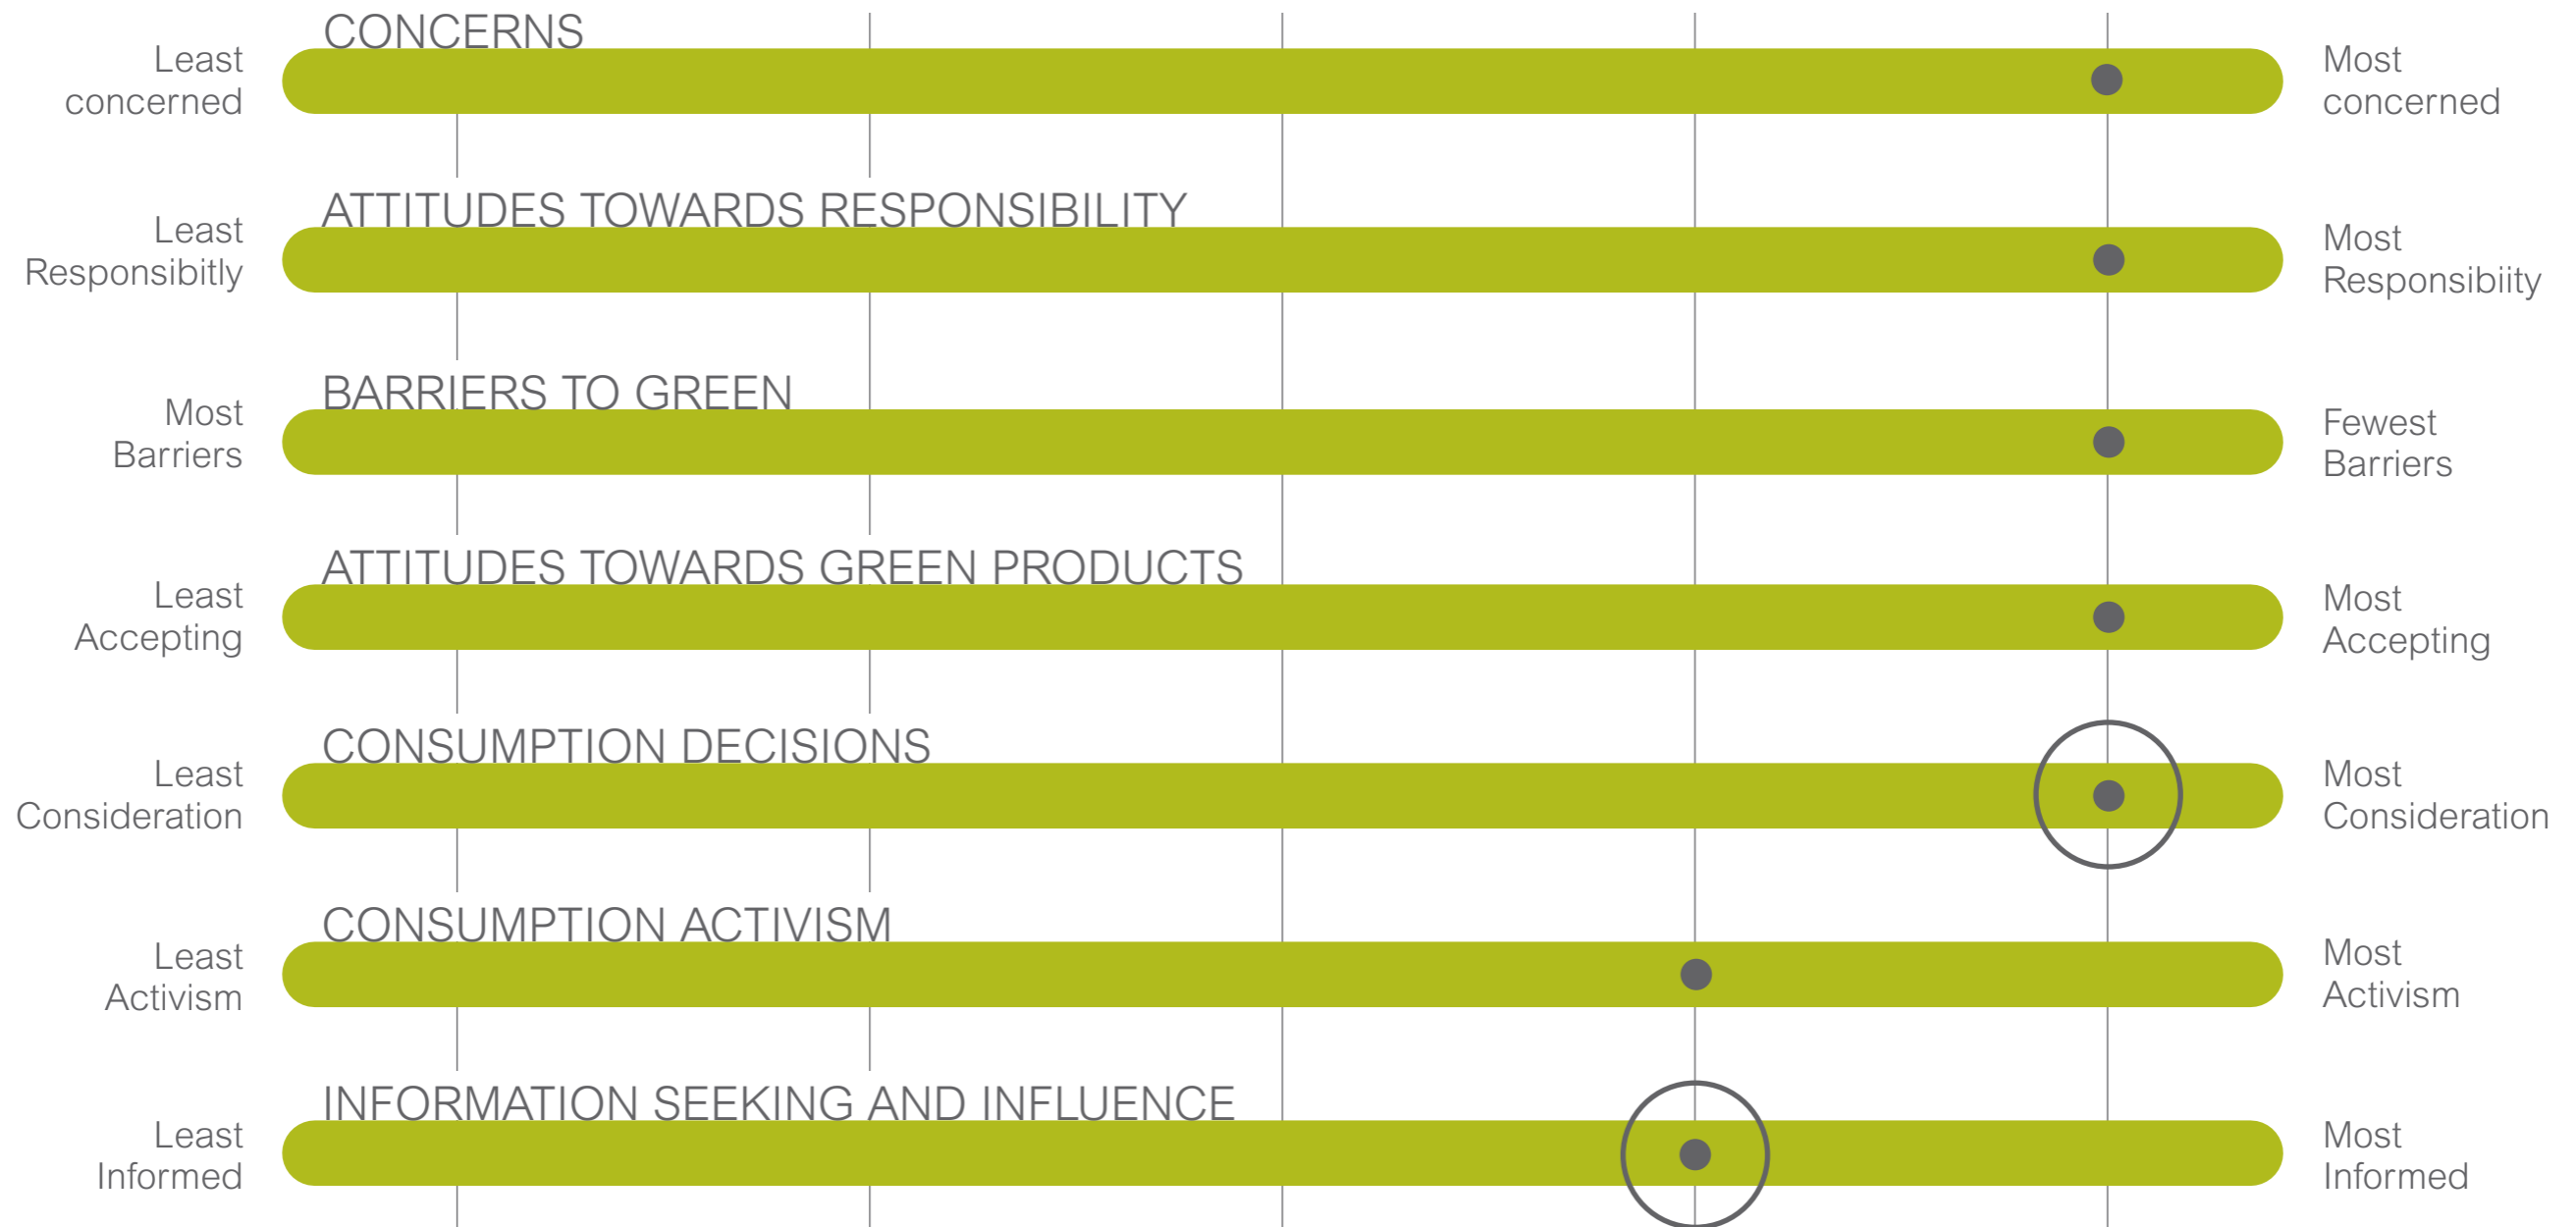 CONCERNS
Least
concerned
Most
concerned
ATTITUDES TOWARDS RESPONSIBILITY
Least
Responsibitly
Most
Responsibiity
BARRIERS TO GREEN
Most
Barriers
Fewest
Barriers
ATTITUDES TOWARDS GREEN PRODUCTS
Least
Accepting
Most
Accepting
CONSUMPTION DECISIONS
Least
Consideration
Most
Consideration
CONSUMPTION ACTIVISM
Least
Activism
Most
Activism
INFORMATION SEEKING AND INFLUENCE
Least
Informed
Most
Informed